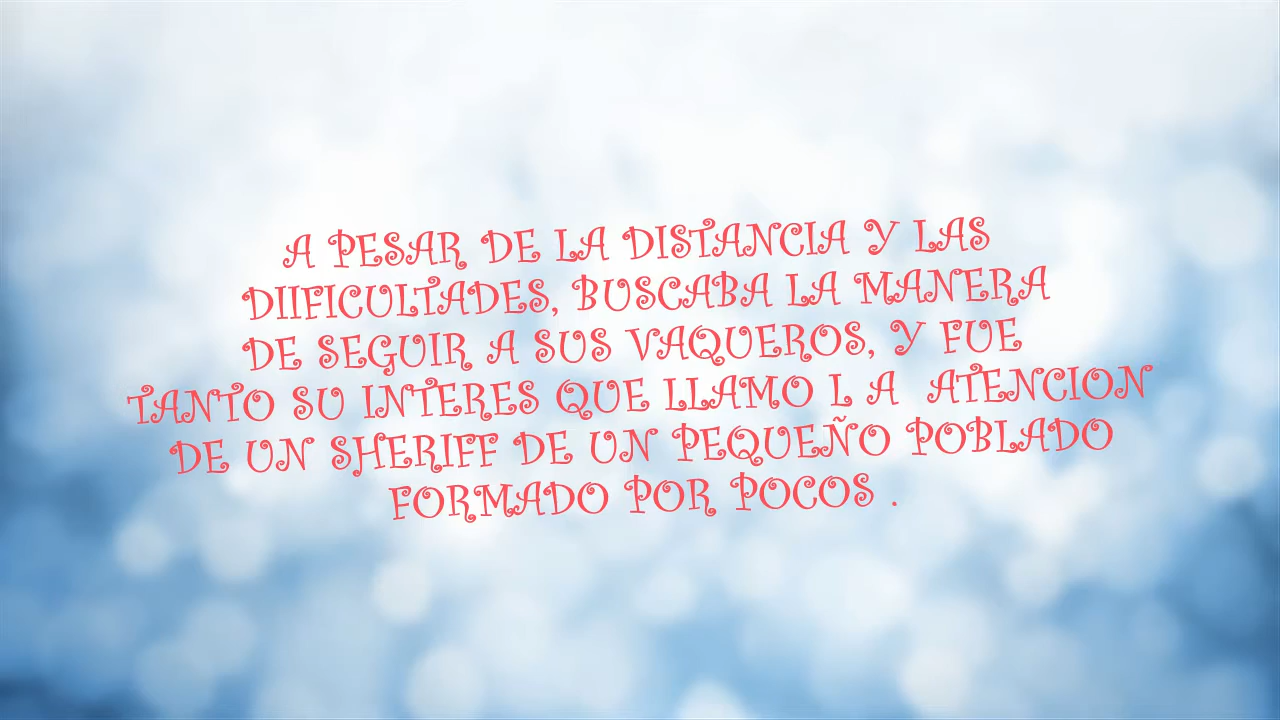 A PESAR DE LA DISTANCIA Y LAS
DIIFICULTADES, BUSCABA LA MANERA
DE SEGUIR A SUS VAQUEROS, Y FUE
TANTO SU INTERES QUE LLAMO L A  ATENCION
DE UN SHERIFF DE UN PEQUEÑO POBLADO
FORMADO POR POCOS .